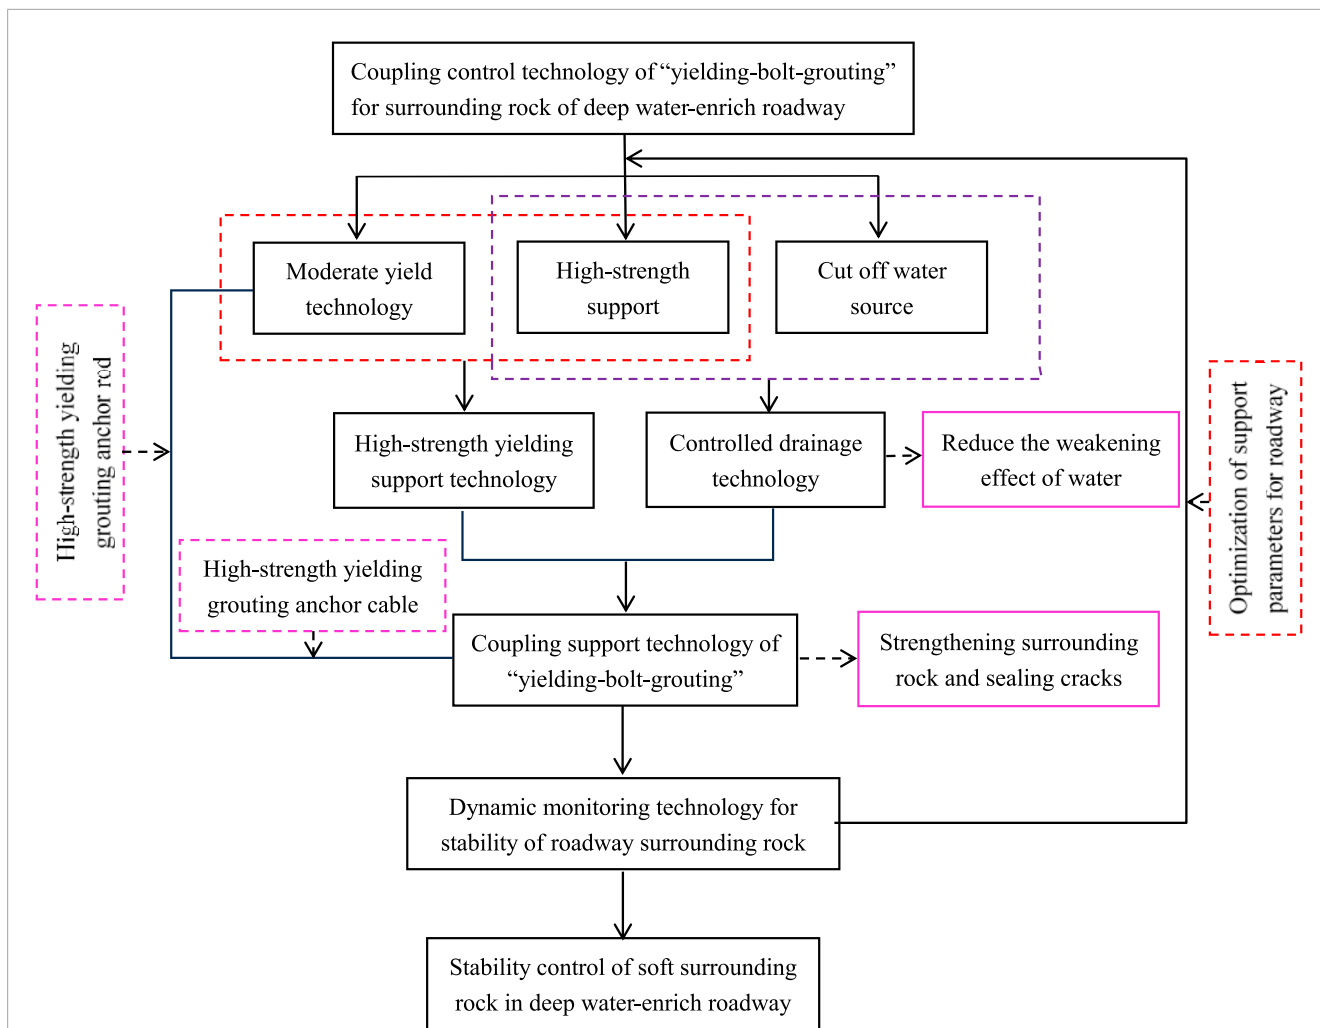 Coupling control technology of “yielding-bolt-grouting”
for surrounding rock of deep water-enrich roadway
Moderate yield
technology
High-strength
support
Cut off water
source
High-strength yielding
grouting anchor rod
High-strength yielding
support technology
Controlled drainage
technology
Reduce the weakening
effect of water
Optimization of support
parameters for roadway
High-strength yielding
grouting anchor cable
Coupling support technology of
“yielding-bolt-grouting”
Strengthening surrounding
rock and sealing cracks
Dynamic monitoring technology for
stability of roadway surrounding rock
Stability control of soft surrounding
rock in deep water-enrich roadway